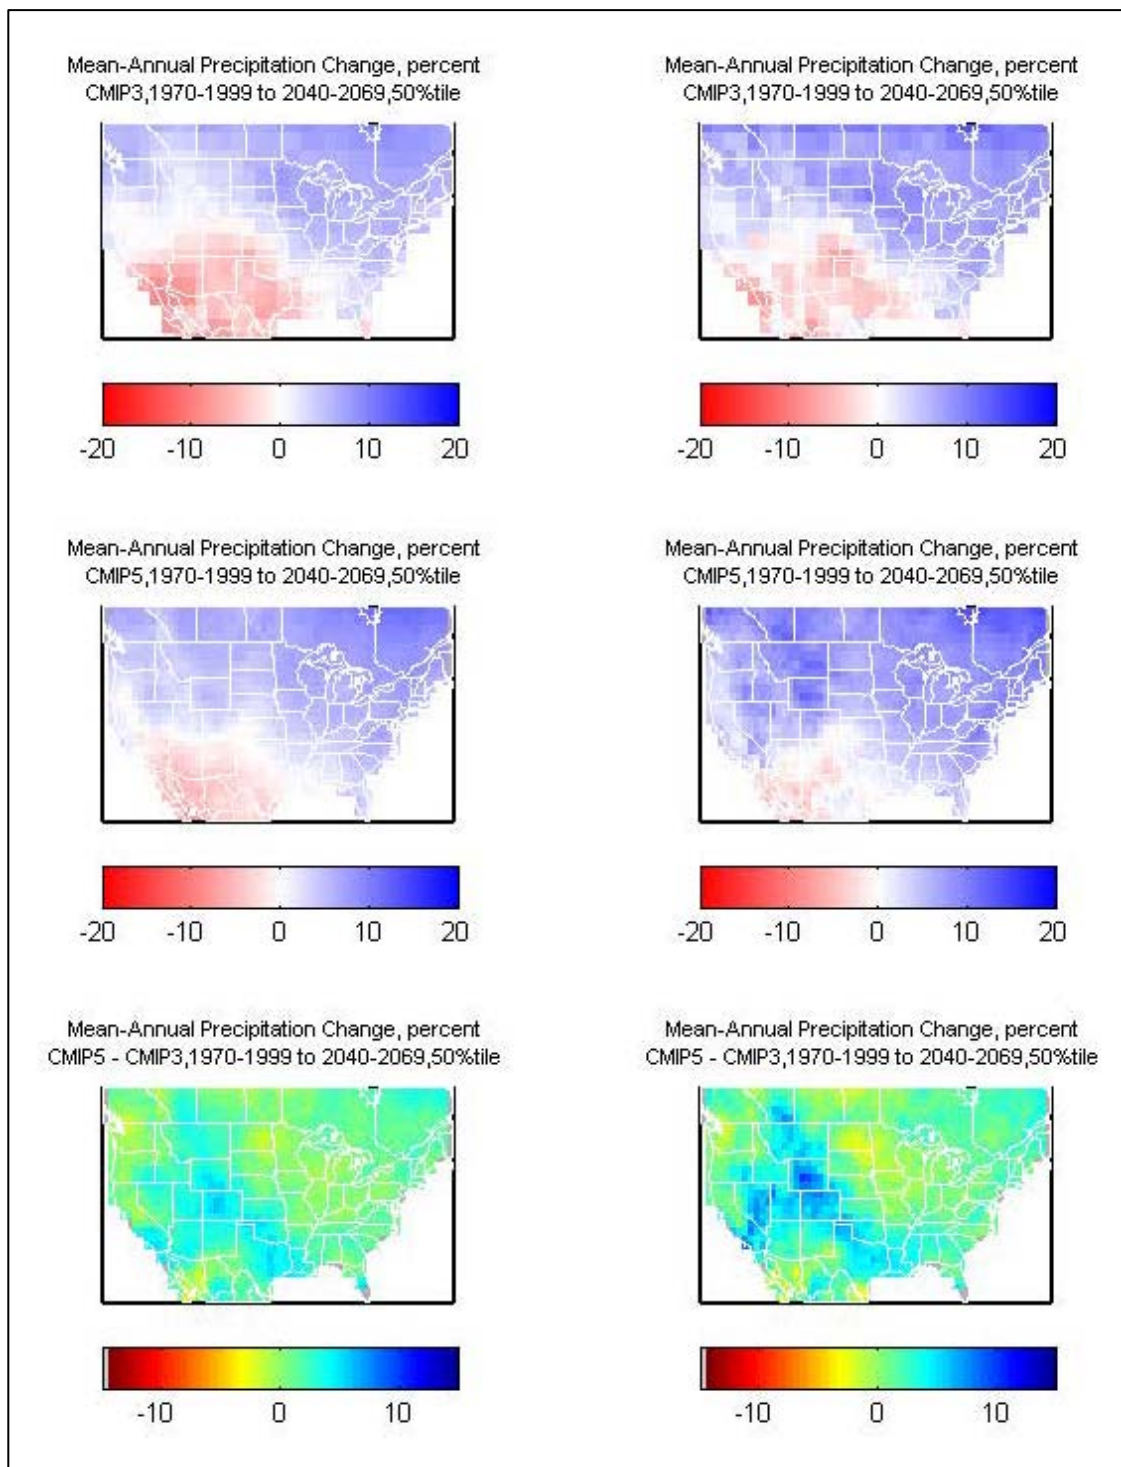 Mean-Annual Precipitation Change, percent
CMIP3,1970-1999 to 2040-2069,50%tile
-20 -10 0 10 20
Mean-Annual Precipitation Change, percent
CMIP3,1970-1999 to 2040-2069,50%tile
-20 -10 0 10 20
Mean-Annual Precipitation Change, percent
CMIP5,1970-1999 to 2040-2069,50%tile
-20 -10 0 10 20
Mean-Annual Precipitation Change, percent
CMIP5,1970-1999 to 2040-2069,50%tile
-20 -10 0 10 20
Mean-Annual Precipitation Change, percent
CMIP5 - CMIP3,1970-1999 to 2040-2069,50%tile
-10 0 10
Mean-Annual Precipitation Change, percent
CMIP5 - CMIP3,1970-1999 to 2040-2069,50%tile
-10 0 10